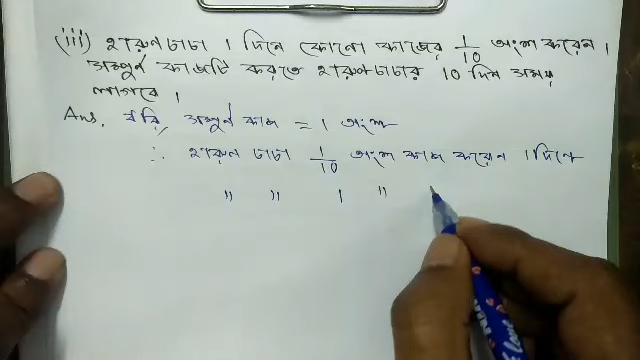 (iii) হারুনচাচা 1 দিনে কোনো কাজের 1/10 অংশ করেন।
সম্পূর্ণ কাজটি করতে হারুনচাচার 10 দিন সময়
লাগবে।
Ans. ধরি, সম্পূর্ণ কাজ = 1 অংশ
∴ হারুন চাচা 1/10 অংশ কাজ করেন 1 দিনে
" " 1 "